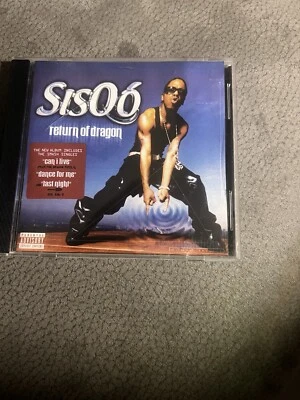 SISQÓ
return of dragon
THE NEW ALBUM INCLUDES
THE SMASH SINGLES
"can i live"
"dance for me"
"last night"
PARENTAL
ADVISORY
EXPLICIT CONTENT